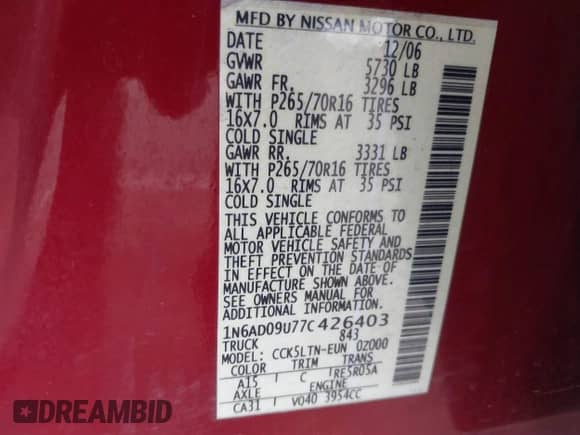 MFD BY NISSAN MOTOR CO., LTD.
DATE 12/06
GVWR 5730 LB
GAWR FR. 3296 LB
WITH P265/70R16 TIRES
16X7.0 RIMS AT 35 PSI
COLD SINGLE
GAWR RR. 3331 LB
WITH P265/70R16 TIRES
16X7.0 RIMS AT 35 PSI
COLD SINGLE
THIS VEHICLE CONFORMS TO
ALL APPLICABLE FEDERAL
MOTOR VEHICLE SAFETY AND
THEFT PREVENTION STANDARDS
IN EFFECT ON THE DATE OF
MANUFACTURE SHOWN ABOVE.
SEE OWNERS MANUAL FOR
ADDITIONAL INFORMATION.
1N6AD09U77C426403
TRUCK 843
MODEL: CCK5LTN-EUN 0Z000
COLOR TRIM TRANS
A15 C RE5R05A
AXLE ENGINE
CA31 VQ40 3954CC
DREAMBID